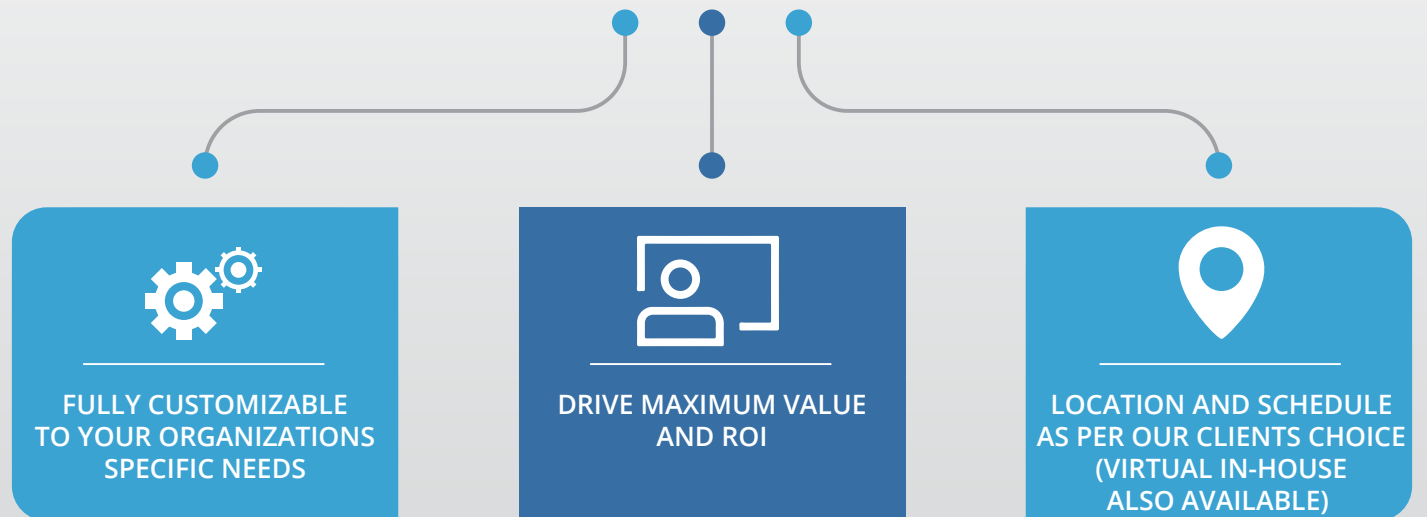 FULLY CUSTOMIZABLE
TO YOUR ORGANIZATIONS
SPECIFIC NEEDS
DRIVE MAXIMUM VALUE
AND ROI
LOCATION AND SCHEDULE
AS PER OUR CLIENTS CHOICE
(VIRTUAL IN-HOUSE
ALSO AVAILABLE)